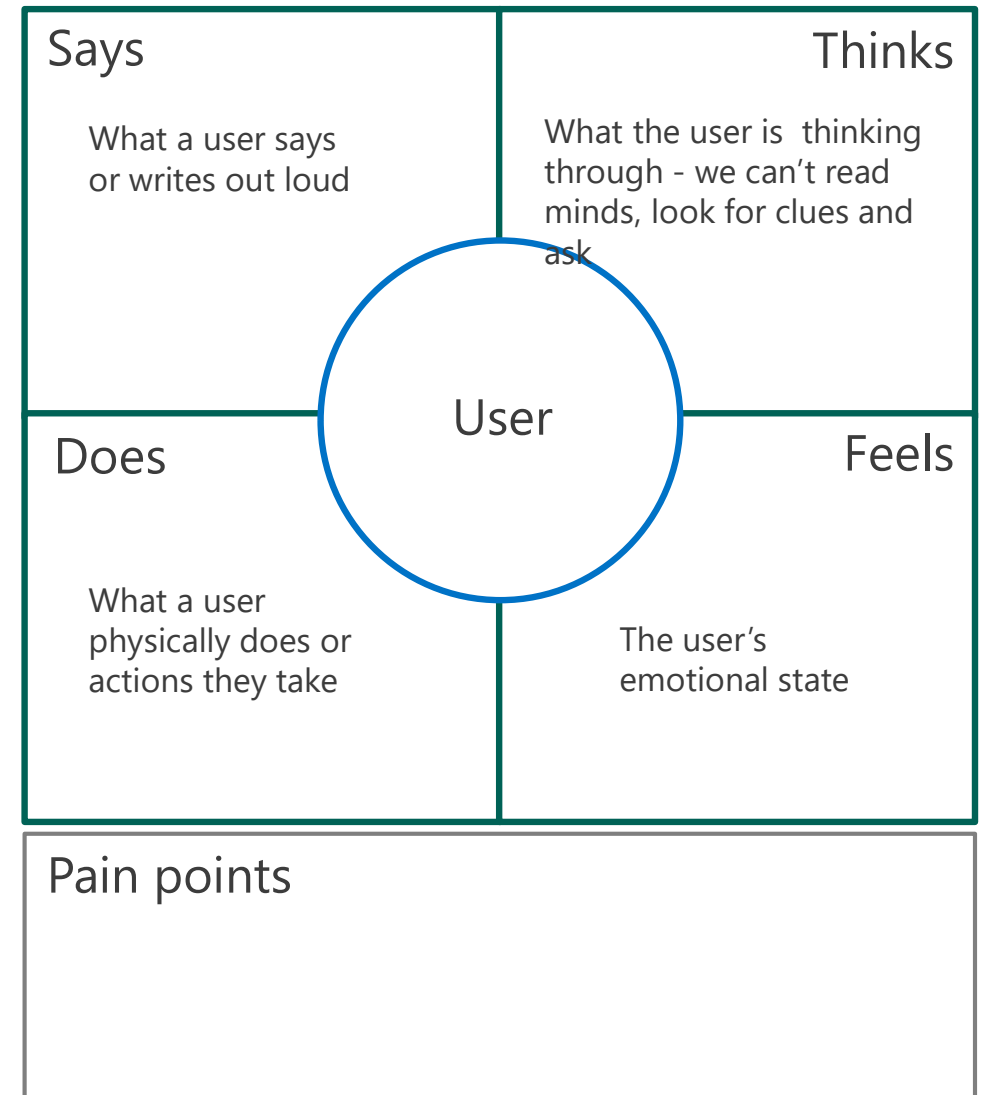 Says
What a user says
or writes out loud
Thinks
What the user is  thinking
through - we can’t read
minds, look for clues and
ask
User
Does
What a user
physically does or
actions they take
Feels
The user’s
emotional state
Pain points